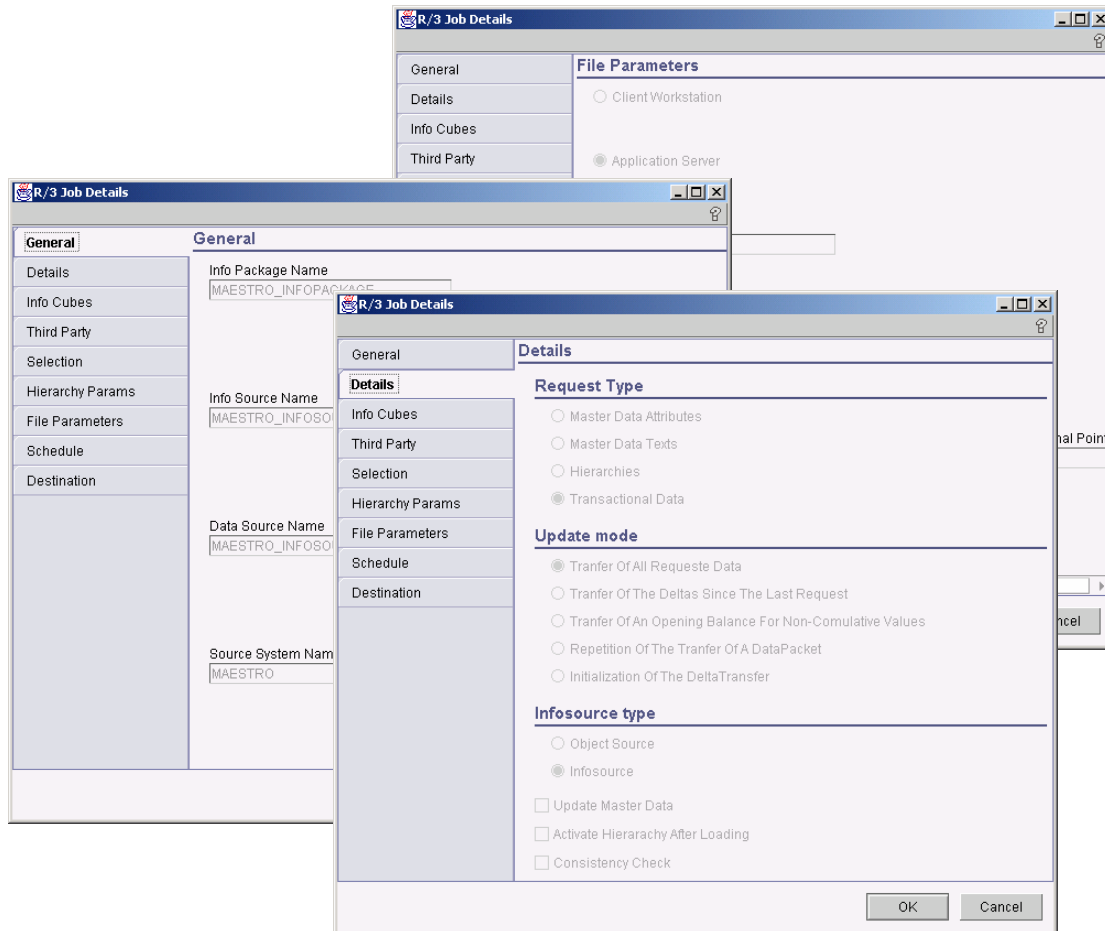 R/3 Job Details
General
Details
Info Cubes
Third Party
File Parameters
Client Workstation
Application Server
R/3 Job Details
General
Details
Info Cubes
Third Party
Selection
Hierarchy Params
File Parameters
Schedule
Destination
General
Info Package Name
MAESTRO_INFOPACKAGE
Info Source Name
Data Source Name
Source System
MAESTRO
R/3 Job Details
General
Details
Info Cubes
Third Party
Selection
Hierarchy Params
File Parameters
Schedule
Destination
Details
Request Type
Master Data Attributes
Master Data Texts
Hierarchies
Transactional Data
Update mode
Tranfer Of All Requeste Data
Tranfer Of The Deltas Since The Last Request
Tranfer Of An Opening Balance For Non-Comulative Values
Repetition Of The Tranfer Of A DataPacket
Initialization Of The DeltaTransfer
Infosource type
Object Source
Infosource
Update Master Data
Activate Hierarachy After Loading
Consistency Check
OK
Cancel